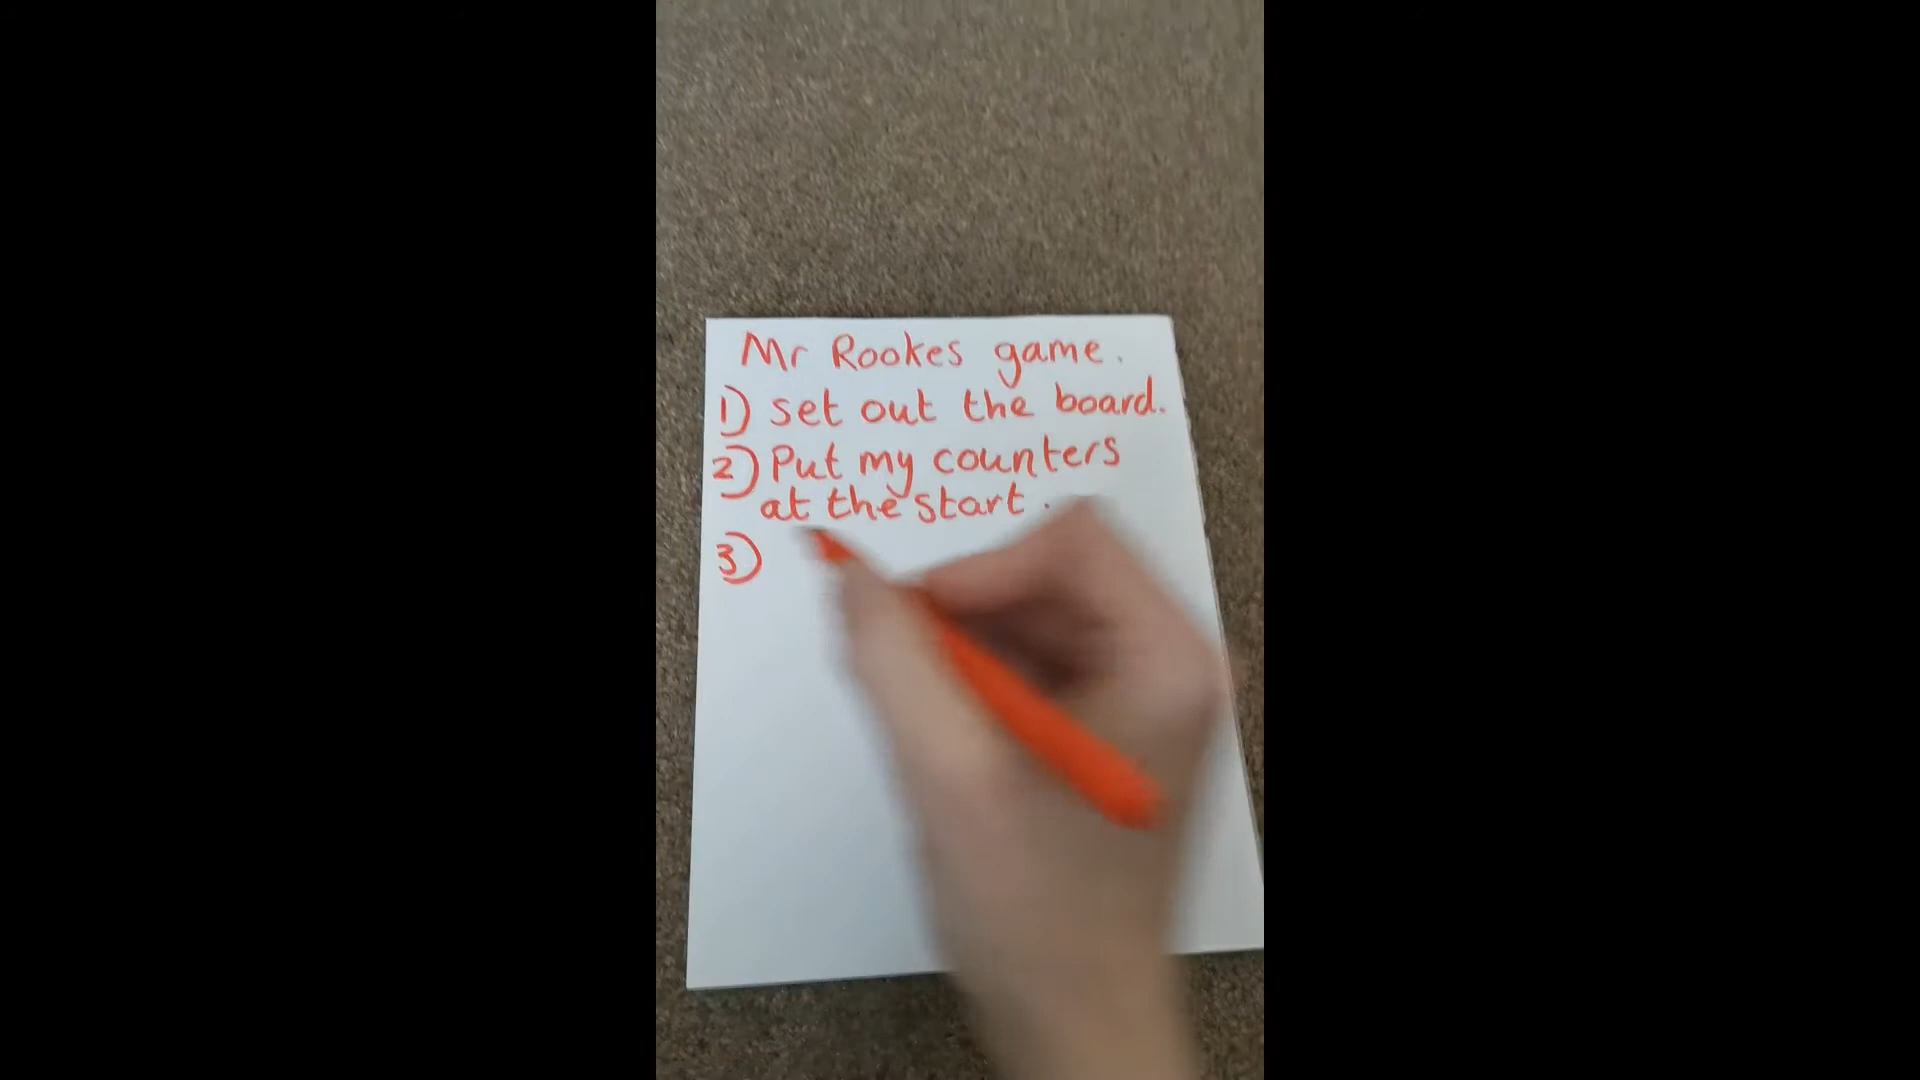 Mr Rookes game.
1) set out the board.
2) Put my counters
at the start.
3)